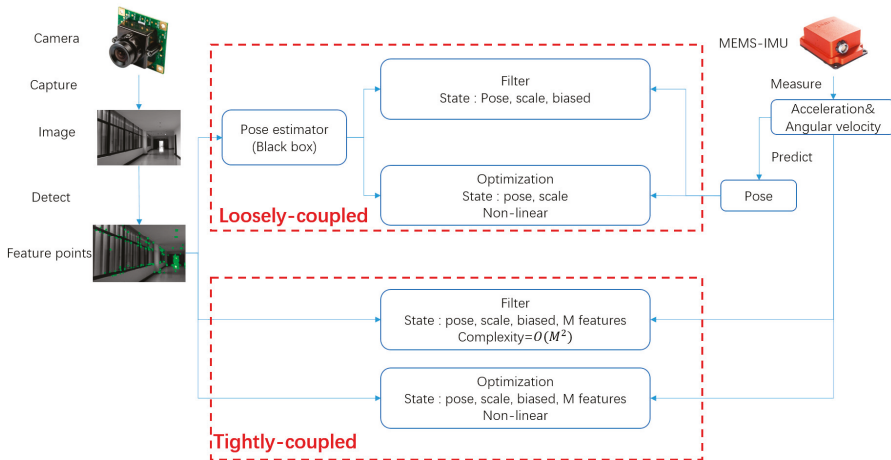 Camera
MEMS-IMU
Capture
Measure
Filter
State : Pose, scale, biased
Acceleration&
Angular velocity
Image
Pose estimator
(Black box)
Predict
Detect
Optimization
State : pose, scale
Non-linear
Pose
Loosely-coupled
Feature points
Filter
State : pose, scale, biased, M features
Complexity=O(M²)
Optimization
State : pose, scale, biased, M features
Non-linear
Tightly-coupled